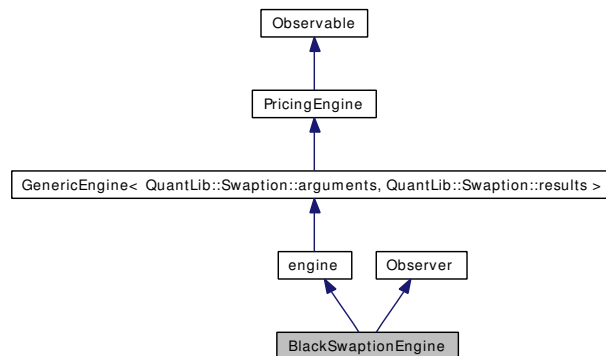 Observable
PricingEngine
GenericEngine< QuantLib::Swaption::arguments, QuantLib::Swaption::results >
engine
Observer
BlackSwaptionEngine